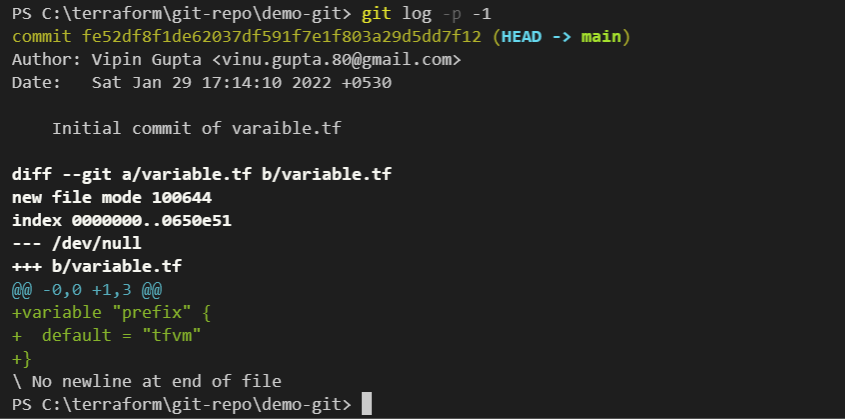 PS C:\terraform\git-repo\demo-git> git log -p -1
commit fe52df8f1de62037df591f7e1f803a29d5dd7f12 (HEAD -> main)
Author: Vipin Gupta <vinu.gupta.80@gmail.com>
Date:   Sat Jan 29 17:14:10 2022 +0530

    Initial commit of varaible.tf

diff --git a/variable.tf b/variable.tf
new file mode 100644
index 0000000..0650e51
--- /dev/null
+++ b/variable.tf
@@ -0,0 +1,3 @@
+variable "prefix" {
+  default = "tfvm"
+}
\ No newline at end of file
PS C:\terraform\git-repo\demo-git>